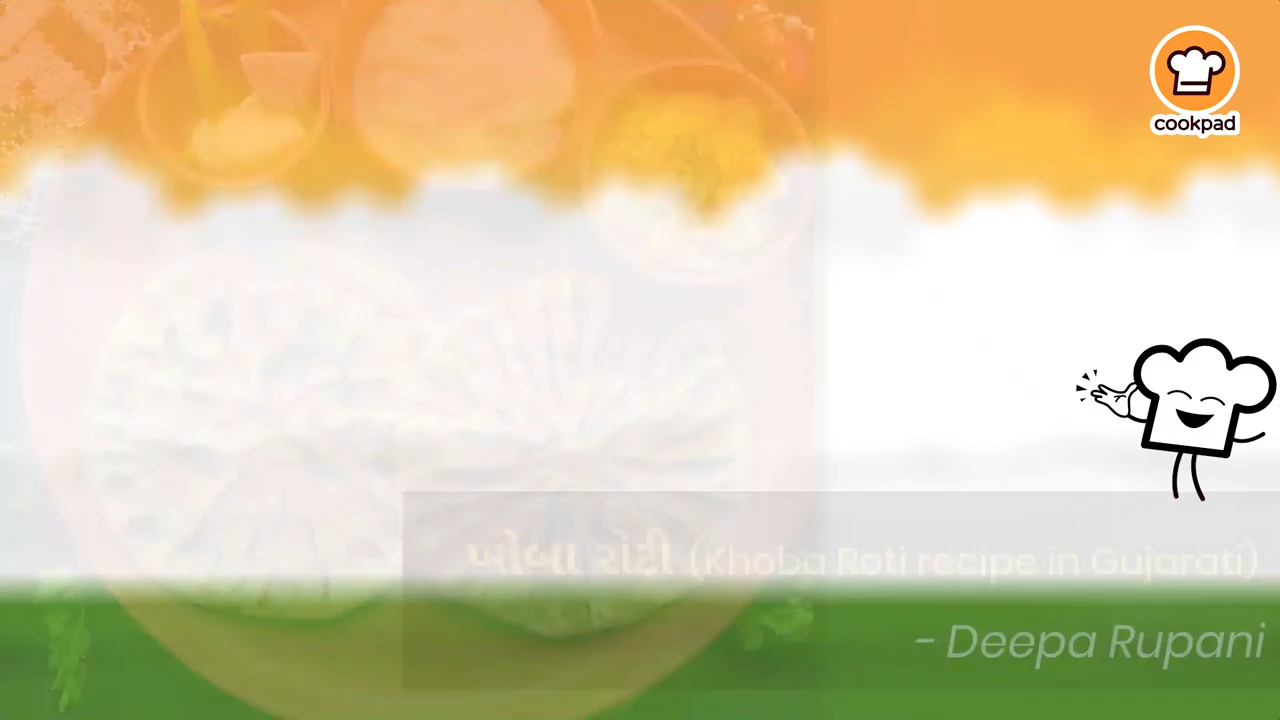 cookpad
ખોબા રોટી (Khoba Roti recipe in Gujarati)
- Deepa Rupani